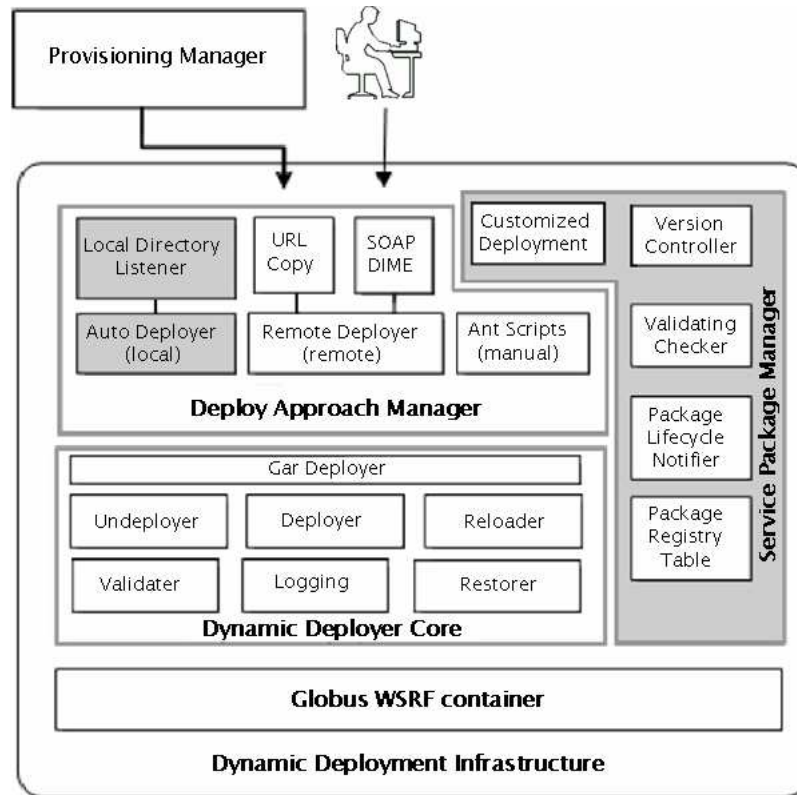 Provisioning Manager
Local Directory
Listener
URL
Copy
SOAP
DIME
Customized
Deployment
Version
Controller
Auto Deployer
(local)
Remote Deployer
(remote)
Ant Scripts
(manual)
Validating
Checker
Deploy Approach Manager
Package
Lifecycle
Notifier
Service Package Manager
Gar Deployer
Undeployer
Deployer
Reloader
Package
Registry
Table
Validater
Logging
Restorer
Dynamic Deployer Core
Globus WSRF container
Dynamic Deployment Infrastructure